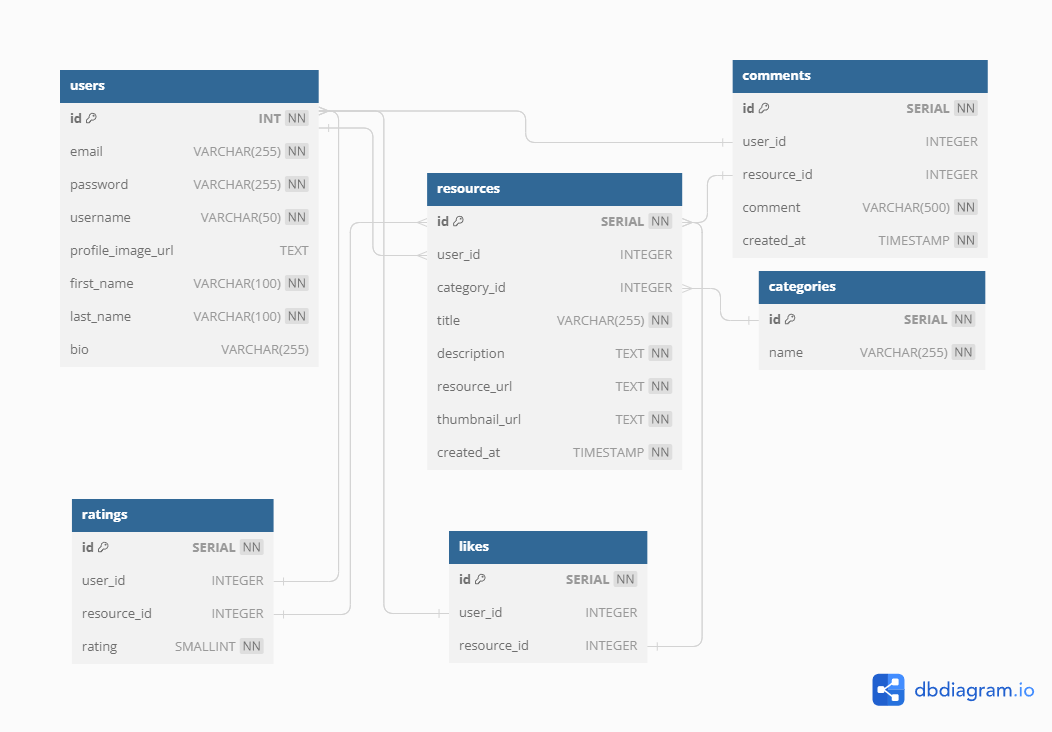 users
id INT NN
email VARCHAR(255) NN
password VARCHAR(255) NN
username VARCHAR(50) NN
profile_image_url TEXT
first_name VARCHAR(100) NN
last_name VARCHAR(100) NN
bio VARCHAR(255)
resources
id SERIAL NN
user_id INTEGER
category_id INTEGER
title VARCHAR(255) NN
description TEXT NN
resource_url TEXT NN
thumbnail_url TEXT NN
created_at TIMESTAMP NN
comments
id SERIAL NN
user_id INTEGER
resource_id INTEGER
comment VARCHAR(500) NN
created_at TIMESTAMP NN
categories
id SERIAL NN
name VARCHAR(255) NN
ratings
id SERIAL NN
user_id INTEGER
resource_id INTEGER
rating SMALLINT NN
likes
id SERIAL NN
user_id INTEGER
resource_id INTEGER
dbdiagram.io